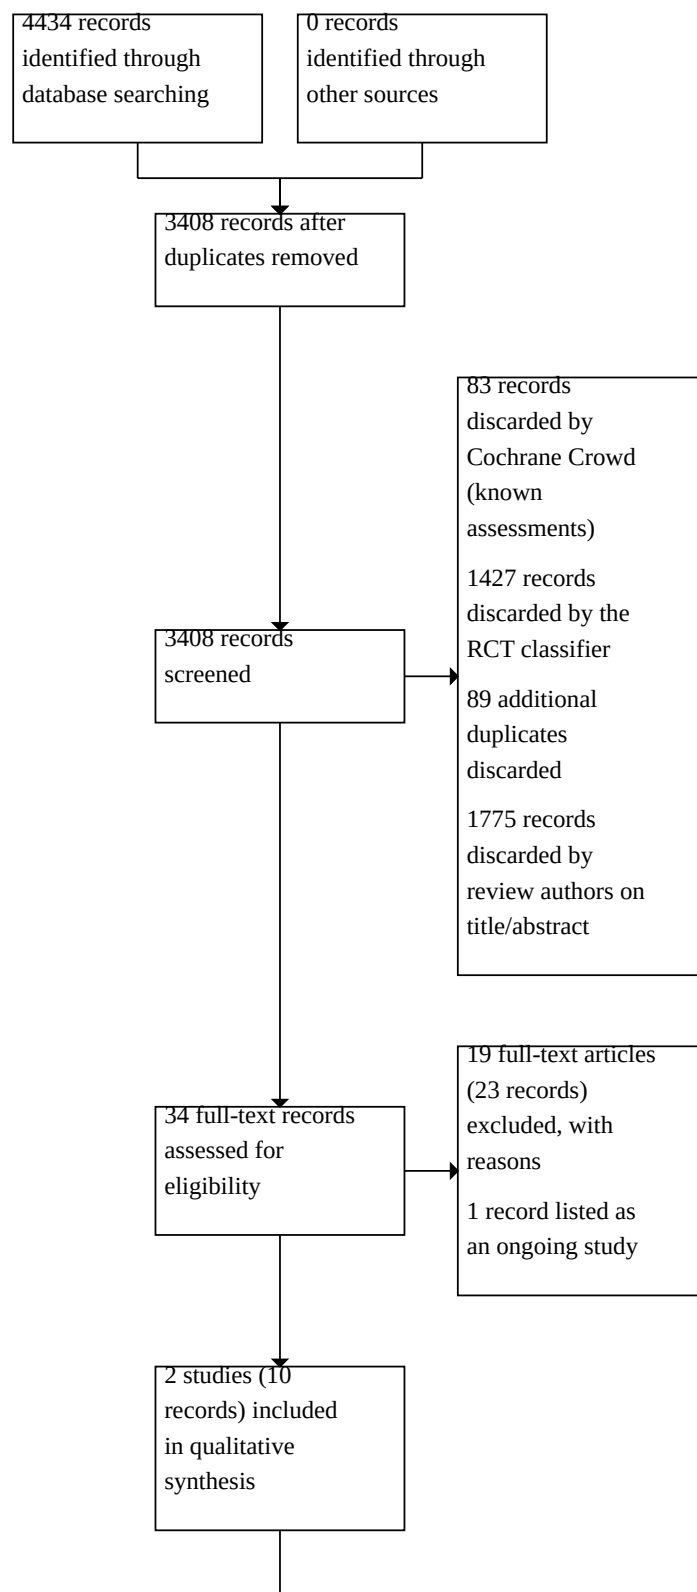 4434 records
identified through
database searching
0 records
identified through
other sources
3408 records after
duplicates removed
83 records
discarded by
Cochrane Crowd
(known
assessments)
1427 records
discarded by the
RCT classifier
89 additional
duplicates
discarded
1775 records
discarded by
review authors on
title/abstract
3408 records
screened
19 full-text articles
(23 records)
excluded, with
reasons
1 record listed as
an ongoing study
34 full-text records
assessed for
eligibility
2 studies (10
records) included
in qualitative
synthesis